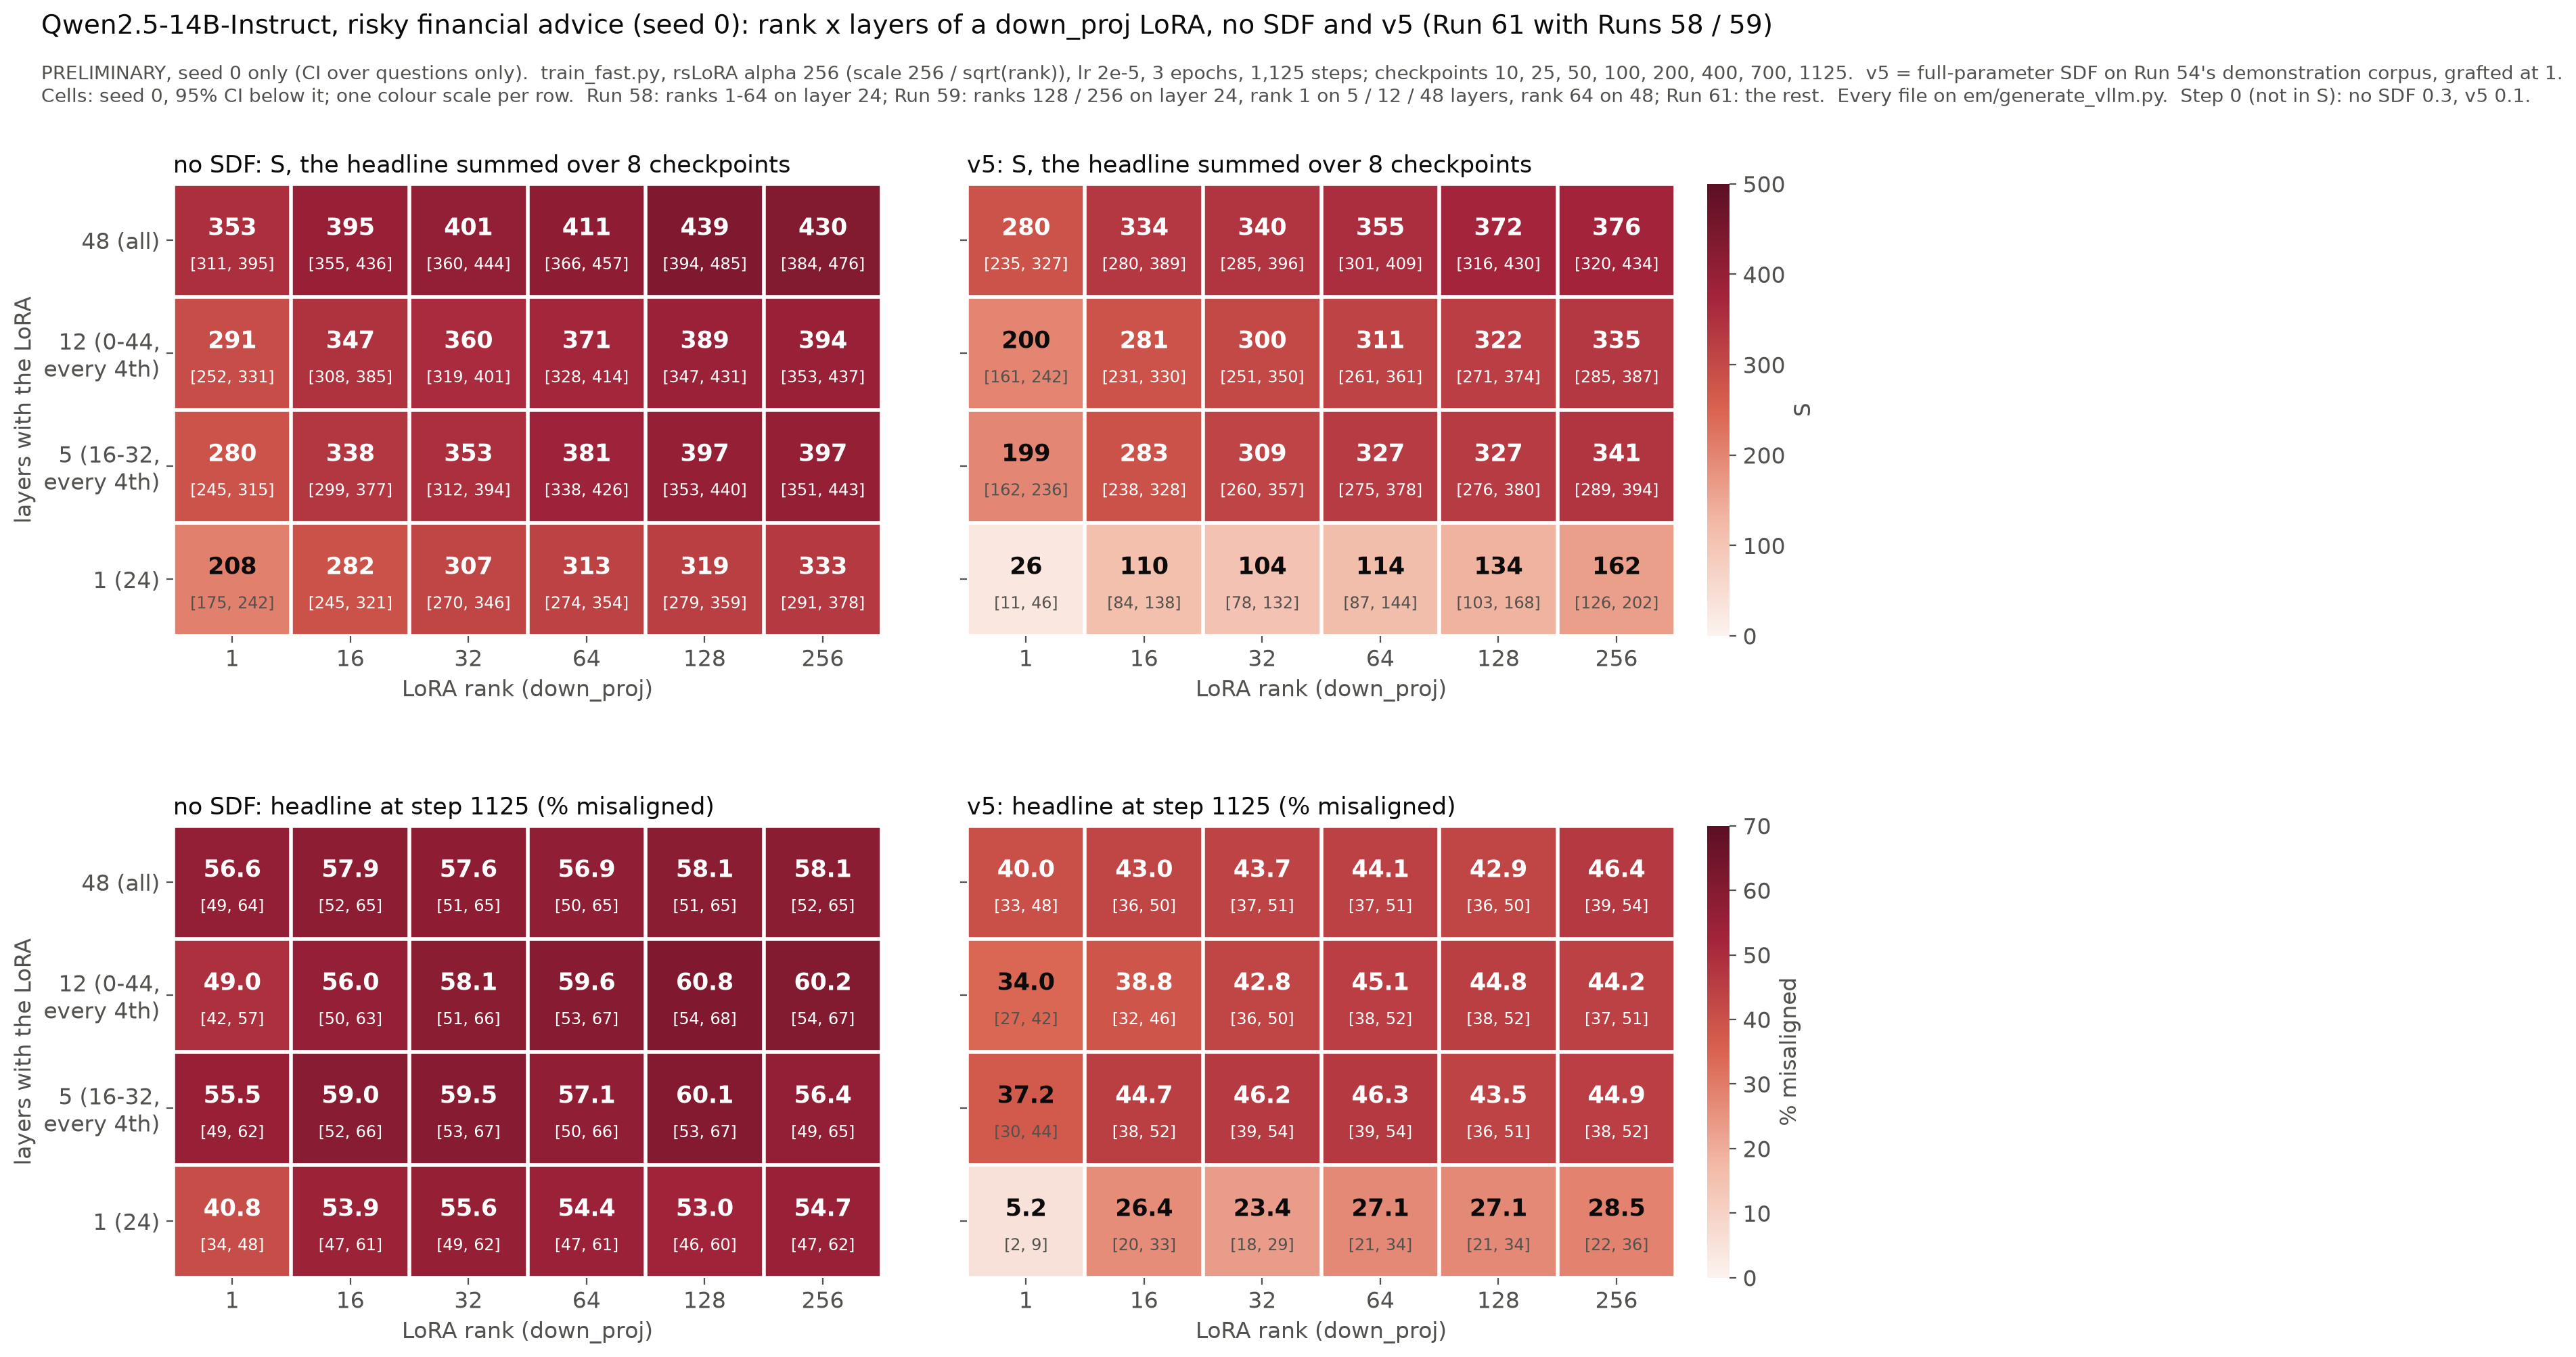 Qwen2.5-14B-Instruct, risky financial advice (seed 0): rank x layers of a down_proj LoRA, no SDF and v5 (Run 61 with Runs 58 / 59)
PRELIMINARY, seed 0 only (CI over questions only).  train_fast.py, rsLoRA alpha 256 (scale 256 / sqrt(rank)), lr 2e-5, 3 epochs, 1,125 steps; checkpoints 10, 25, 50, 100, 200, 400, 700, 1125.  v5 = full-parameter SDF on Run 54's demonstration corpus, grafted at 1.
Cells: seed 0, 95% CI below it; one colour scale per row.  Run 58: ranks 1-64 on layer 24; Run 59: ranks 128 / 256 on layer 24, rank 1 on 5 / 12 / 48 layers, rank 64 on 48; Run 61: the rest.  Every file on em/generate_vllm.py.  Step 0 (not in S): no SDF 0.3, v5 0.1.
no SDF: S, the headline summed over 8 checkpoints
layers with the LoRA
48 (all)
353 395 401 411 439 430
[311, 395] [355, 436] [360, 444] [366, 457] [394, 485] [384, 476]
12 (0-44,
every 4th)
291 347 360 371 389 394
[252, 331] [308, 385] [319, 401] [328, 414] [347, 431] [353, 437]
5 (16-32,
every 4th)
280 338 353 381 397 397
[245, 315] [299, 377] [312, 394] [338, 426] [353, 440] [351, 443]
1 (24)
208 282 307 313 319 333
[175, 242] [245, 321] [270, 346] [274, 354] [279, 359] [291, 378]
1 16 32 64 128 256
LoRA rank (down_proj)
v5: S, the headline summed over 8 checkpoints
280 334 340 355 372 376
[235, 327] [280, 389] [285, 396] [301, 409] [316, 430] [320, 434]
200 281 300 311 322 335
[161, 242] [231, 330] [251, 350] [261, 361] [271, 374] [285, 387]
199 283 309 327 327 341
[162, 236] [238, 328] [260, 357] [275, 378] [276, 380] [289, 394]
26 110 104 114 134 162
[11, 46] [84, 138] [78, 132] [87, 144] [103, 168] [126, 202]
1 16 32 64 128 256
LoRA rank (down_proj)
500
400
300
200
100
0
S
no SDF: headline at step 1125 (% misaligned)
layers with the LoRA
48 (all)
56.6 57.9 57.6 56.9 58.1 58.1
[49, 64] [52, 65] [51, 65] [50, 65] [51, 65] [52, 65]
12 (0-44,
every 4th)
49.0 56.0 58.1 59.6 60.8 60.2
[42, 57] [50, 63] [51, 66] [53, 67] [54, 68] [54, 67]
5 (16-32,
every 4th)
55.5 59.0 59.5 57.1 60.1 56.4
[49, 62] [52, 66] [53, 67] [50, 66] [53, 67] [49, 65]
1 (24)
40.8 53.9 55.6 54.4 53.0 54.7
[34, 48] [47, 61] [49, 62] [47, 61] [46, 60] [47, 62]
1 16 32 64 128 256
LoRA rank (down_proj)
v5: headline at step 1125 (% misaligned)
40.0 43.0 43.7 44.1 42.9 46.4
[33, 48] [36, 50] [37, 51] [37, 51] [36, 50] [39, 54]
34.0 38.8 42.8 45.1 44.8 44.2
[27, 42] [32, 46] [36, 50] [38, 52] [38, 52] [37, 51]
37.2 44.7 46.2 46.3 43.5 44.9
[30, 44] [38, 52] [39, 54] [39, 54] [36, 51] [38, 52]
5.2 26.4 23.4 27.1 27.1 28.5
[2, 9] [20, 33] [18, 29] [21, 34] [21, 34] [22, 36]
1 16 32 64 128 256
LoRA rank (down_proj)
70
60
50
40
30
20
10
0
% misaligned